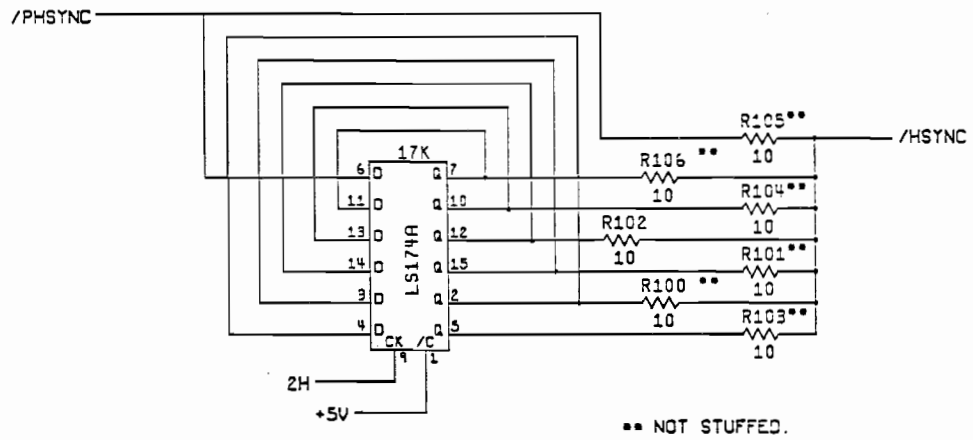 /PHSYNC
R105**
/HSYNC
10
17K
R106 **
6 D Q 7
10
R104**
11 D Q 10
10
R102
13 D Q 12
10
LS174A
R101**
14 D Q 15
10
R100 **
3 D Q 2
10
R103**
4 D Q 5
10
CK /C
9 1
2H
+5V
** NOT STUFFED.